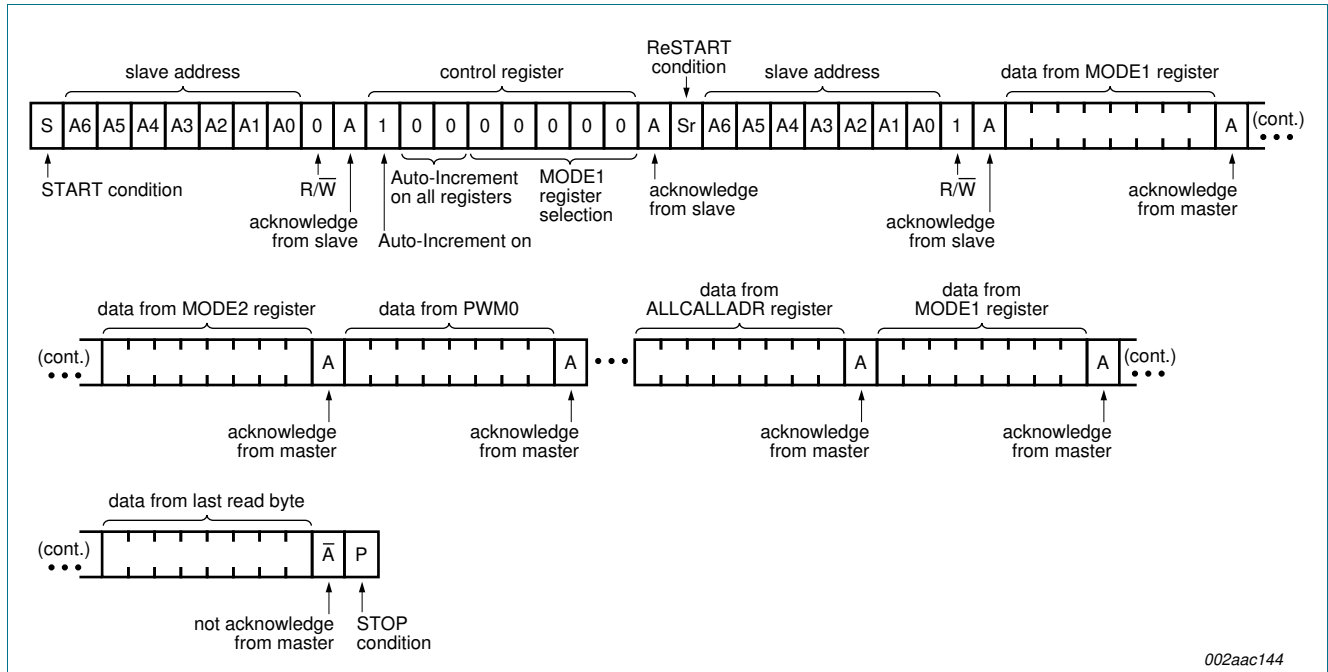 ReSTART
condition
slave address
control register
slave address
data from MODE1 register
S A6 A5 A4 A3 A2 A1 A0 0 A 1 0 0 0 0 0 0 0 A Sr A6 A5 A4 A3 A2 A1 A0 1 A A (cont.)
START condition
R/W̅
acknowledge
from slave
Auto-Increment on
Auto-Increment
on all registers
MODE1
register
selection
acknowledge
from slave
R/W̅
acknowledge
from slave
acknowledge
from master
data from MODE2 register
data from PWM0
data from
ALLCALLADR register
data from
MODE1 register
(cont.) A A A A (cont.)
acknowledge
from master
acknowledge
from master
acknowledge
from master
acknowledge
from master
data from last read byte
(cont.) A̅ P
not acknowledge
from master
STOP
condition
002aac144